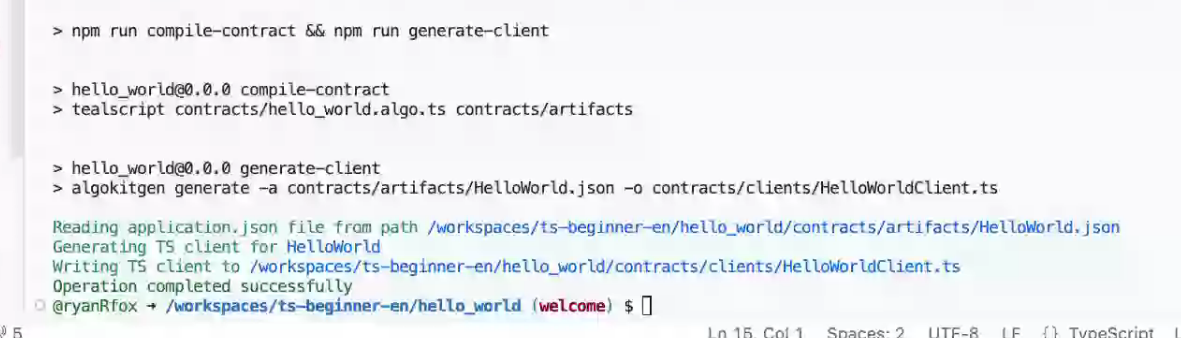 > npm run compile-contract && npm run generate-client
> hello_world@0.0.0 compile-contract
> tealscript contracts/hello_world.algo.ts contracts/artifacts
> hello_world@0.0.0 generate-client
> algokitgen generate -a contracts/artifacts/HelloWorld.json -o contracts/clients/HelloWorldClient.ts
Reading application.json file from path /workspaces/ts-beginner-en/hello_world/contracts/artifacts/HelloWorld.json
Generating TS client for HelloWorld
Writing TS client to /workspaces/ts-beginner-en/hello_world/contracts/clients/HelloWorldClient.ts
Operation completed successfully
@ryanRfox → /workspaces/ts-beginner-en/hello_world (welcome) $
5 Ln 15, Col 1 Spaces: 2 UTF-8 LF {} TypeScript